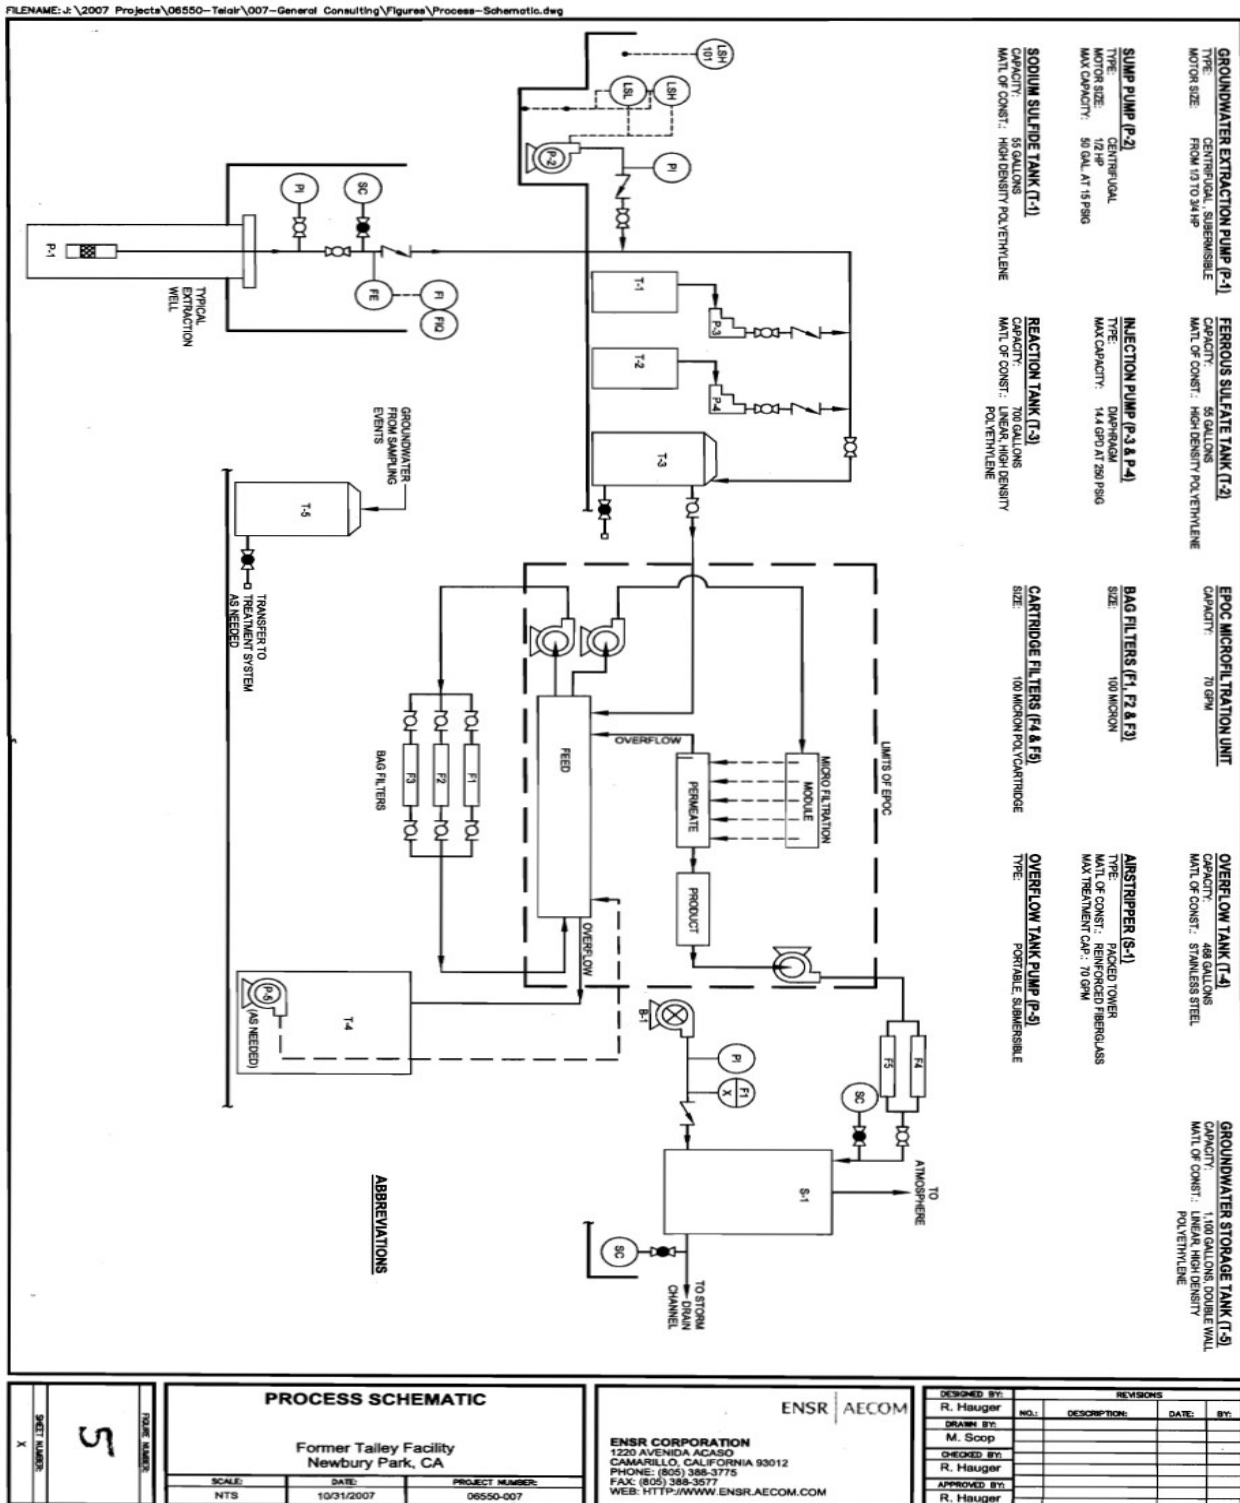 FILENAME: J: \2007 Projects\06550-Telair\007-General Consulting\Figures\Process-Schematic.dwg
GROUNDWATER EXTRACTION PUMP (P-1)
TYPE: CENTRIFUGAL, SUBERMISIBLE
MOTOR SIZE: FROM 1/3 TO 3/4 HP
FERROUS SULFATE TANK (T-2)
CAPACITY: 55 GALLONS
MATL OF CONST.: HIGH DENSITY POLYETHYLENE
EPOC MICROFILTRATION UNIT
CAPACITY: 70 GPM
OVERFLOW TANK (T-4)
CAPACITY: 468 GALLONS
MATL OF CONST.: STAINLESS STEEL
GROUNDWATER STORAGE TANK (T-5)
CAPACITY: 1,100 GALLONS, DOUBLE WALL
MATL OF CONST.: LINEAR, HIGH DENSITY
POLYETHYLENE
SUMP PUMP (P-2)
TYPE: CENTRIFUGAL
MOTOR SIZE: 1/2 HP
MAX CAPACITY: 50 GAL. AT 15 PSIG
INJECTION PUMP (P-3 & P-4)
TYPE: DIAPHRAGM
MAX CAPACITY: 14.4 GPD AT 250 PSIG
BAG FILTERS (F1, F2 & F3)
SIZE: 100 MICRON
AIRSTRIPPER (S-1)
TYPE: PACKED TOWER
MATL OF CONST.: REINFORCED FIBERGLASS
MAX TREATMENT CAP.: 70 GPM
SODIUM SULFIDE TANK (T-1)
CAPACITY: 55 GALLONS
MATL OF CONST.: HIGH DENSITY POLYETHYLENE
REACTION TANK (T-3)
CAPACITY: 700 GALLONS
MATL OF CONST.: LINEAR, HIGH DENSITY
POLYETHYLENE
CARTRIDGE FILTERS (F4 & F5)
SIZE: 100 MICRON POLYCARTRIDGE
OVERFLOW TANK PUMP (P-5)
TYPE: PORTABLE, SUBMERSIBLE
LSH
101
LSH
LSL
P-2
PI
PI
SC
P-1
FE
FI
FIQ
TYPICAL
EXTRACTION
WELL
T-1
P-3
T-2
P-4
T-3
GROUNDWATER
FROM SAMPLING
EVENTS
T-5
TRANSFER TO
TREATMENT SYSTEM
AS NEEDED
LIMITS OF EPOC
MICRO FILTRATION
MODULE
PERMEATE
OVERFLOW
PRODUCT
FEED
OVERFLOW
F1
F2
F3
BAG FILTERS
T-4
P-5
(AS NEEDED)
B-1
PI
F1
X
F4
F5
SC
TO
ATMOSPHERE
S-1
SC
TO STORM
DRAIN
CHANNEL
ABBREVIATIONS
FIGURE NUMBER:
5
SHEET NUMBER:
X
PROCESS SCHEMATIC
Former Talley Facility
Newbury Park, CA
SCALE: DATE: PROJECT NUMBER:
NTS 10/31/2007 06550-007
ENSR AECOM
ENSR CORPORATION
1220 AVENIDA ACASO
CAMARILLO, CALIFORNIA 93012
PHONE: (805) 388-3775
FAX: (805) 388-3577
WEB: HTTP://WWW.ENSR.AECOM.COM
DESIGNED BY:
R. Hauger
DRAWN BY:
M. Scop
CHECKED BY:
R. Hauger
APPROVED BY:
R. Hauger
REVISIONS
NO.: DESCRIPTION: DATE: BY: